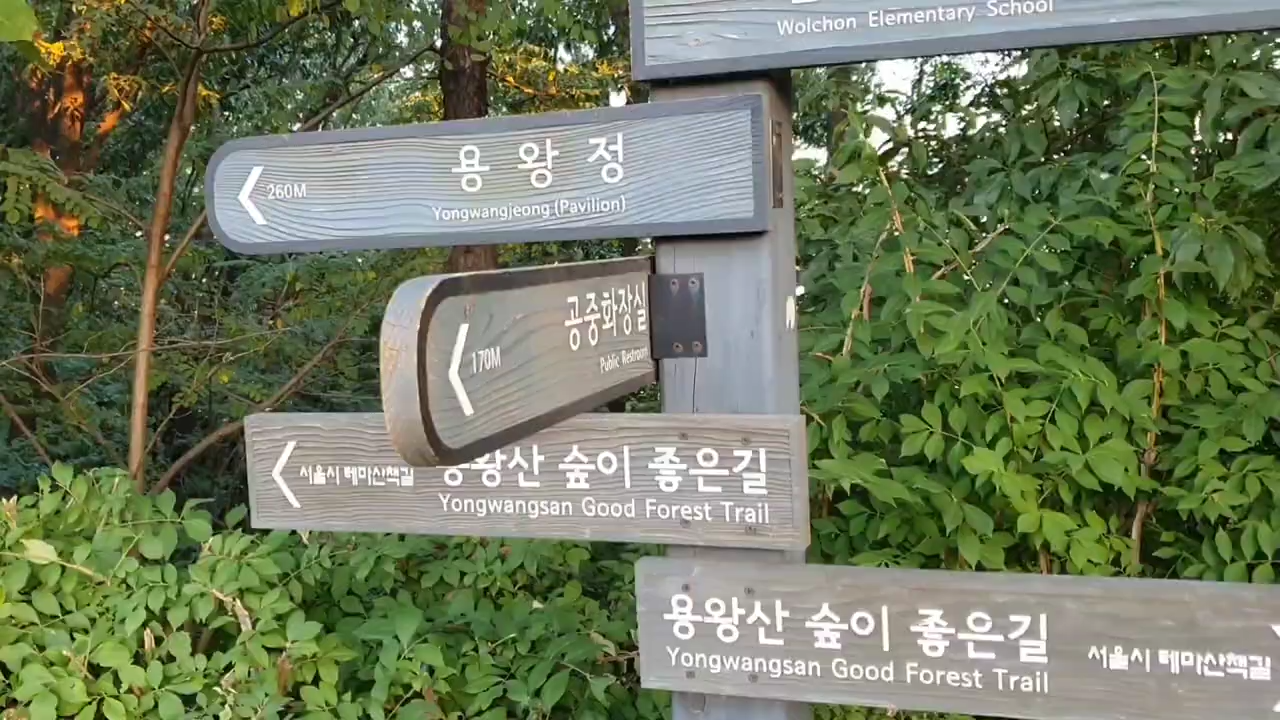 Wolchon Elementary School
용왕정
260M
Yongwangjeong (Pavilion)
공중화장실
170M
Public Restroom
서울시 테마산책길
용왕산 숲이 좋은길
Yongwangsan Good Forest Trail
용왕산 숲이 좋은길
Yongwangsan Good Forest Trail
서울시 테마산책길